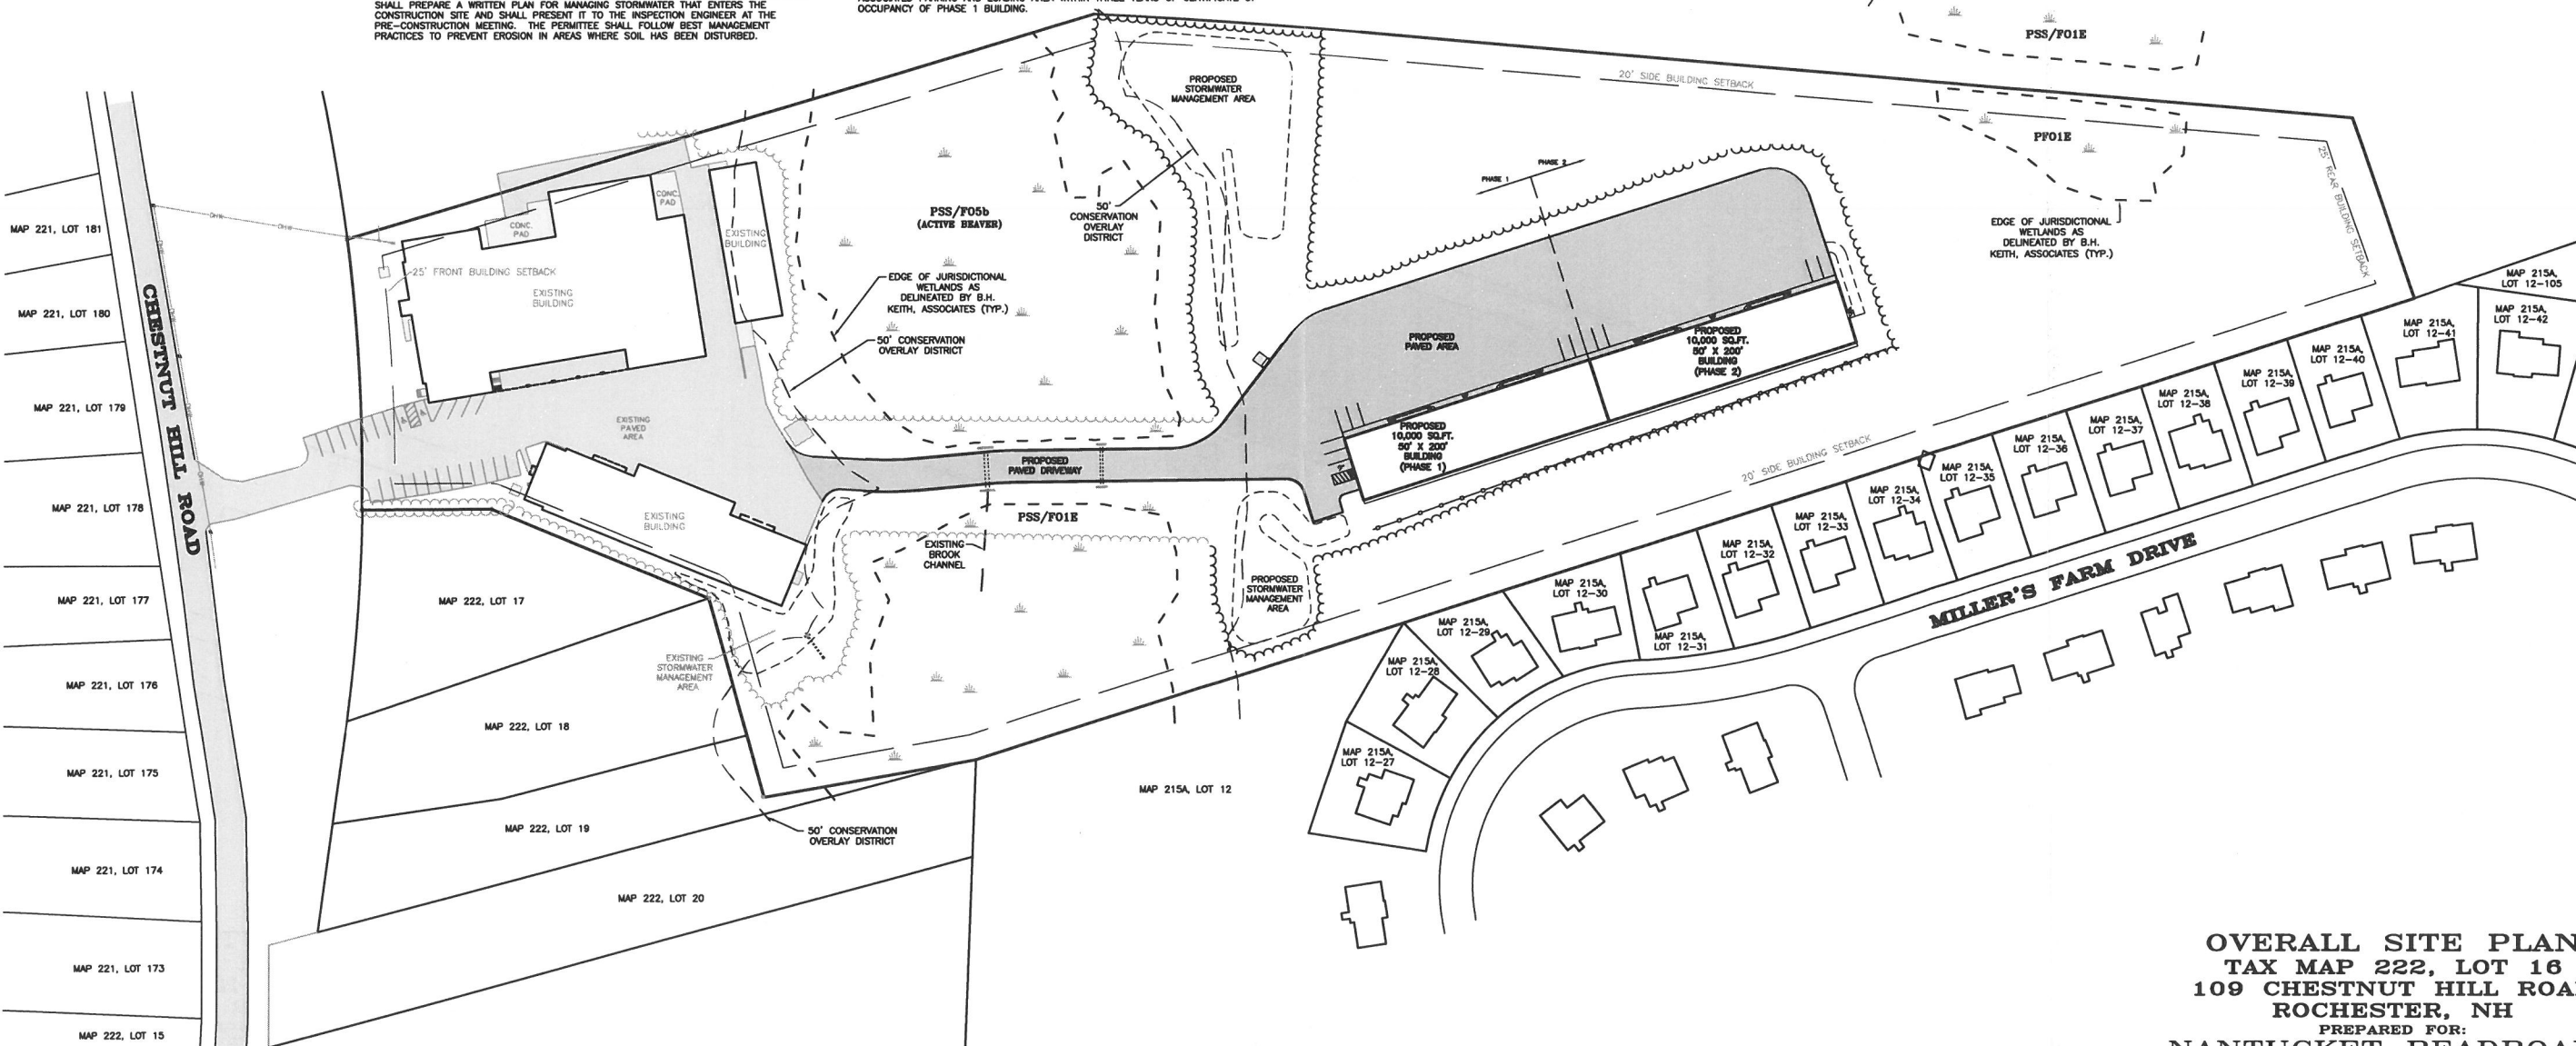 SHALL PREPARE A WRITTEN PLAN FOR MANAGING STORMWATER THAT ENTERS THE
CONSTRUCTION SITE AND SHALL PRESENT IT TO THE INSPECTION ENGINEER AT THE
PRE-CONSTRUCTION MEETING. THE PERMITTEE SHALL FOLLOW BEST MANAGEMENT
PRACTICES TO PREVENT EROSION IN AREAS WHERE SOIL HAS BEEN DISTURBED.
OCCUPANCY OF PHASE 1 BUILDING.
PSS/FO1E
20' SIDE BUILDING SETBACK
PROPOSED
STORMWATER
MANAGEMENT AREA
PFO1E
25' REAR BUILDING SETBACK
EDGE OF JURISDICTIONAL
WETLANDS AS
DELINEATED BY B.H.
KEITH, ASSOCIATES (TYP.)
PHASE 2
PHASE 1
CONC.
PAD
CONC.
PAD
EXISTING
BUILDING
PSS/FO5b
(ACTIVE BEAVER)
50'
CONSERVATION
OVERLAY
DISTRICT
OHW
OHW
25' FRONT BUILDING SETBACK
EXISTING
BUILDING
EDGE OF JURISDICTIONAL
WETLANDS AS
DELINEATED BY B.H.
KEITH, ASSOCIATES (TYP.)
50' CONSERVATION
OVERLAY DISTRICT
PROPOSED
PAVED AREA
PROPOSED
10,000 SQ.FT.
50' X 200'
BUILDING
(PHASE 2)
PROPOSED
10,000 SQ.FT.
50' X 200'
BUILDING
(PHASE 1)
EXISTING
PAVED
AREA
PROPOSED
PAVED DRIVEWAY
EXISTING
BUILDING
PSS/FO1E
EXISTING
BROOK
CHANNEL
PROPOSED
STORMWATER
MANAGEMENT
AREA
EXISTING
STORMWATER
MANAGEMENT
AREA
50' CONSERVATION
OVERLAY DISTRICT
20' SIDE BUILDING SETBACK
CHESTNUT HILL ROAD
MAP 221, LOT 181
MAP 221, LOT 180
MAP 221, LOT 179
MAP 221, LOT 178
MAP 221, LOT 177
MAP 221, LOT 176
MAP 221, LOT 175
MAP 221, LOT 174
MAP 221, LOT 173
MAP 222, LOT 15
MAP 222, LOT 17
MAP 222, LOT 18
MAP 222, LOT 19
MAP 222, LOT 20
MAP 215A, LOT 12
MAP 215A,
LOT 12-27
MAP 215A,
LOT 12-28
MAP 215A,
LOT 12-29
MAP 215A,
LOT 12-30
MAP 215A,
LOT 12-31
MAP 215A,
LOT 12-32
MAP 215A,
LOT 12-33
MAP 215A,
LOT 12-34
MAP 215A,
LOT 12-35
MAP 215A,
LOT 12-36
MAP 215A,
LOT 12-37
MAP 215A,
LOT 12-38
MAP 215A,
LOT 12-39
MAP 215A,
LOT 12-40
MAP 215A,
LOT 12-41
MAP 215A,
LOT 12-42
MAP 215A,
LOT 12-105
MILLER'S FARM DRIVE
OVERALL SITE PLAN
TAX MAP 222, LOT 16
109 CHESTNUT HILL ROA
ROCHESTER, NH
PREPARED FOR: